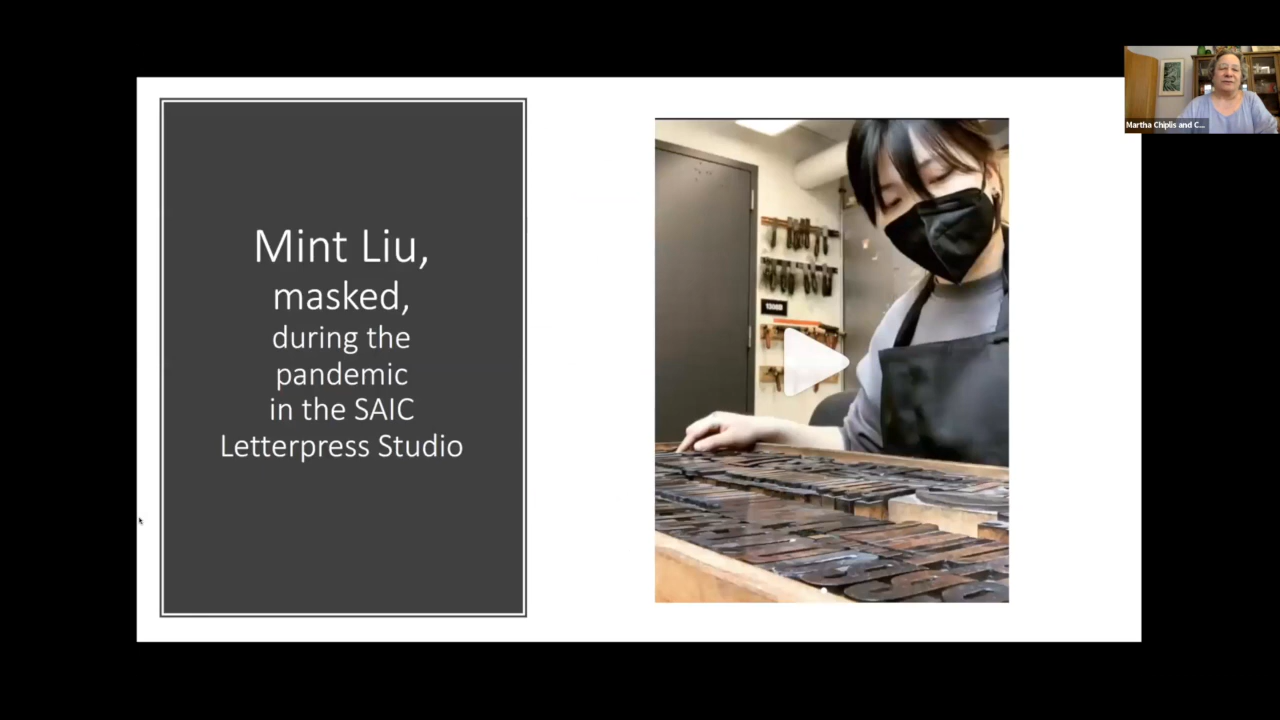 Mint Liu,
masked,
during the
pandemic
in the SAIC
Letterpress Studio
Martha Chiplis and C...